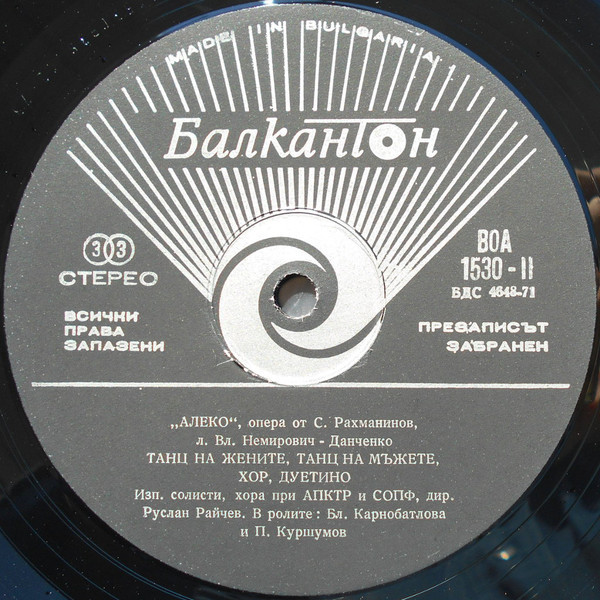 MADE IN BULGARIA
БалканТон
33
СТЕРЕО
ВОА
1530-II
БДС 4648-71
ВСИЧКИ
ПРАВА
ЗАПАЗЕНИ
ПРЕЗАПИСЪТ
ЗАБРАНЕН
„АЛЕКО“, опера от С. Рахманинов,
л. Вл. Немирович - Данченко
ТАНЦ НА ЖЕНИТЕ, ТАНЦ НА МЪЖЕТЕ,
ХОР, ДУЕТИНО
Изп. солисти, хора при АПКТР и СОПФ, дир.
Руслан Райчев. В ролите: Бл. Карнобатлова
и П. Куршумов